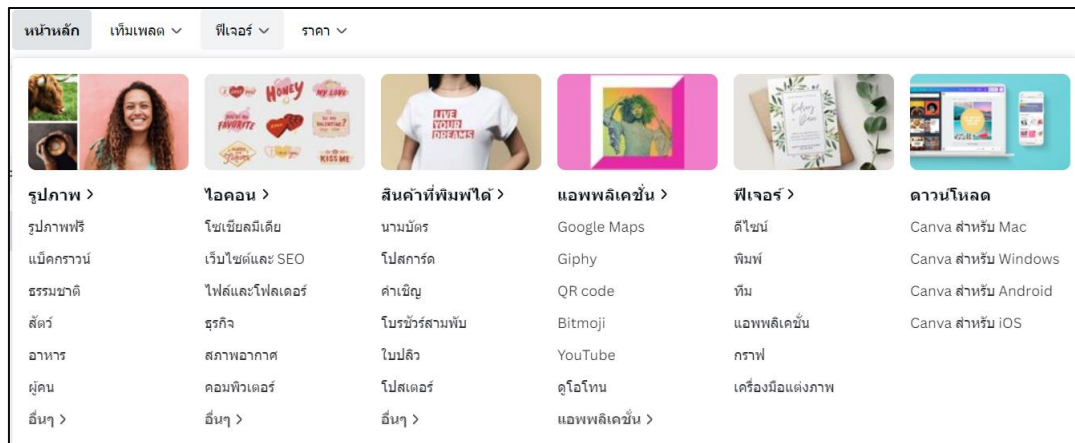 หน้าหลัก เท็มเพลต ฟีเจอร์ ราคา
HONEY
MY LOVE
FAVORITE
KISS ME
LIVE
YOUR
DREAMS
รูปภาพ >
รูปภาพฟรี
แบ็คกราวน์
ธรรมชาติ
สัตว์
อาหาร
ผู้คน
อื่นๆ >
ไอคอน >
โซเชียลมีเดีย
เว็บไซต์และ SEO
ไฟล์และโฟลเดอร์
ธุรกิจ
สภาพอากาศ
คอมพิวเตอร์
อื่นๆ >
สินค้าที่พิมพ์ได้ >
นามบัตร
โปสการ์ด
คำเชิญ
โบรชัวร์สามพับ
ใบปลิว
โปสเตอร์
อื่นๆ >
แอพพลิเคชั่น >
Google Maps
Giphy
QR code
Bitmoji
YouTube
ดูโอโทน
แอพพลิเคชั่น >
ฟีเจอร์ >
ดีไซน์
พิมพ์
ทีม
แอพพลิเคชั่น
กราฟ
เครื่องมือแต่งภาพ
ดาวน์โหลด
Canva สำหรับ Mac
Canva สำหรับ Windows
Canva สำหรับ Android
Canva สำหรับ iOS